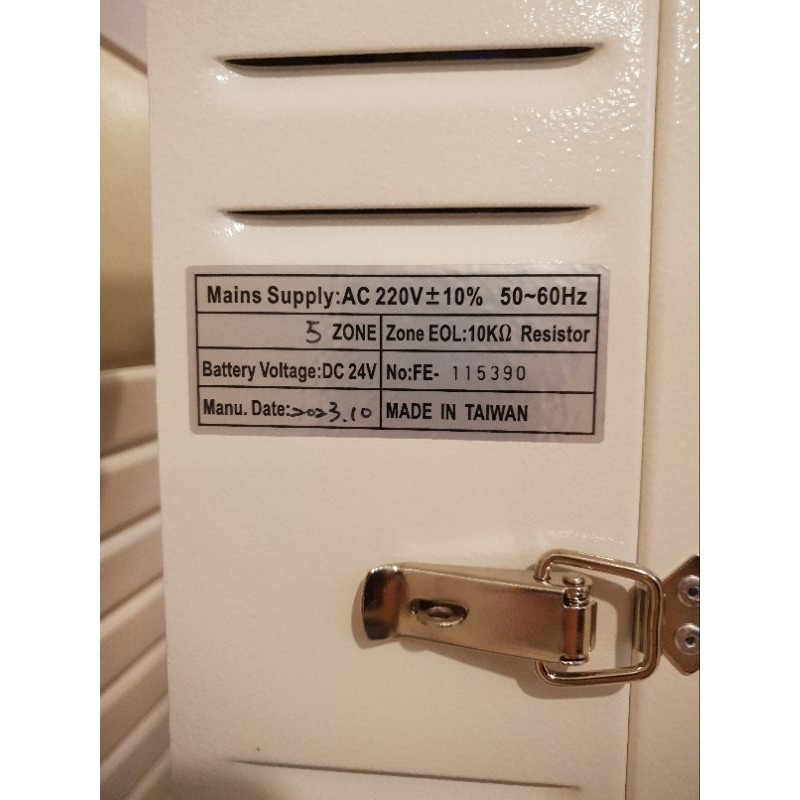 Mains Supply:AC 220V±10% 50~60Hz
5 ZONE Zone EOL:10KΩ Resistor
Battery Voltage:DC 24V No:FE- 115390
Manu. Date:2023.10 MADE IN TAIWAN